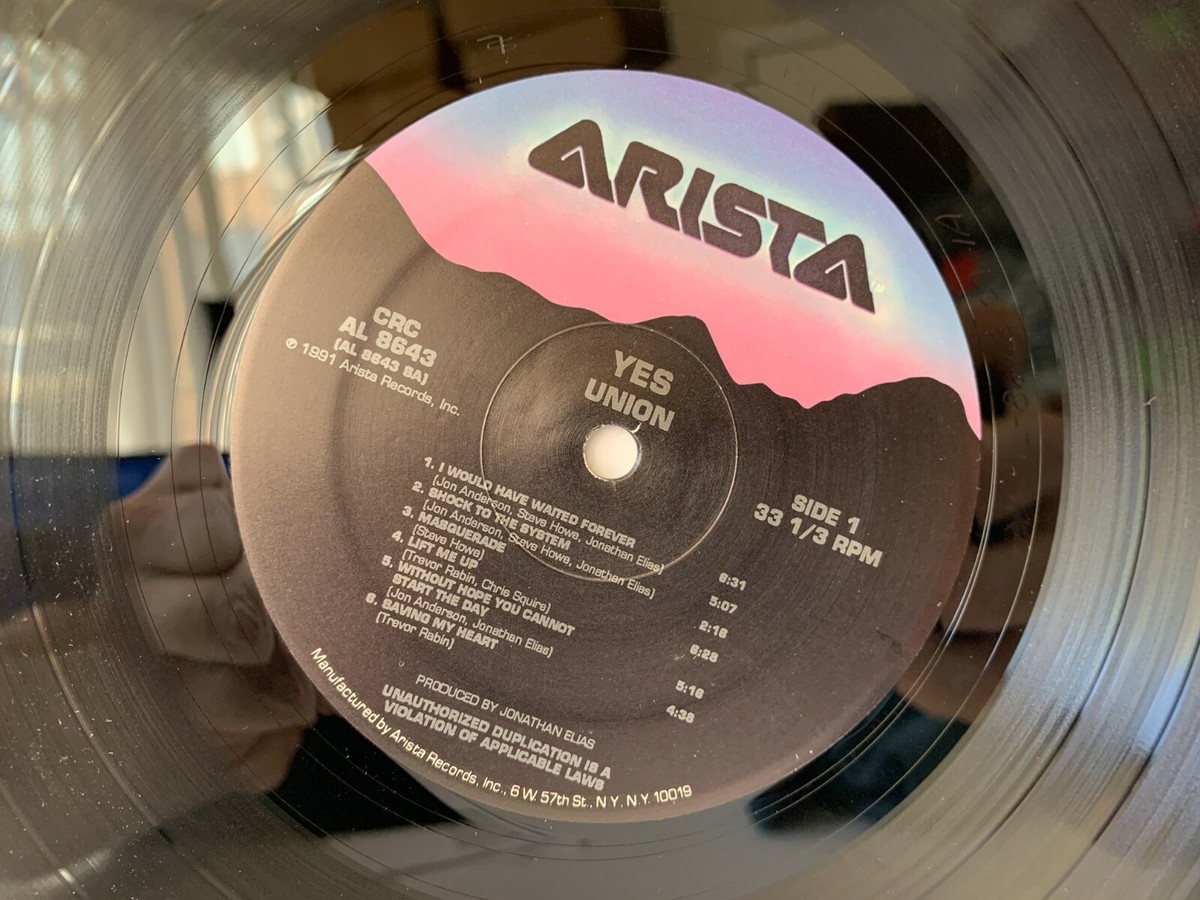 ARISTA
CRC
AL 8643
(AL 8643 SA)
℗ 1991 Arista Records, Inc.
YES
UNION
SIDE 1
33 1/3 RPM
1. I WOULD HAVE WAITED FOREVER 6:31
(Jon Anderson, Steve Howe, Jonathan Elias)
2. SHOCK TO THE SYSTEM 5:07
(Jon Anderson, Steve Howe, Jonathan Elias)
3. MASQUERADE 2:16
(Steve Howe)
4. LIFT ME UP 6:28
(Trevor Rabin, Chris Squire)
5. WITHOUT HOPE YOU CANNOT
START THE DAY 5:16
(Jon Anderson, Jonathan Elias)
6. SAVING MY HEART 4:38
(Trevor Rabin)
PRODUCED BY JONATHAN ELIAS
UNAUTHORIZED DUPLICATION IS A
VIOLATION OF APPLICABLE LAWS
Manufactured by Arista Records, Inc., 6 W. 57th St., N.Y. N.Y. 10019